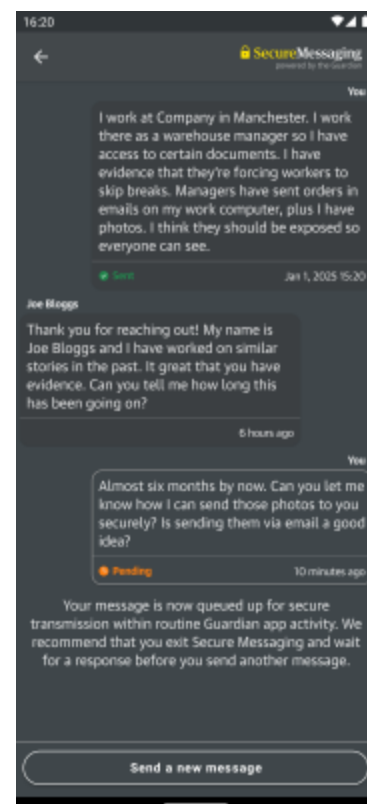 16:20
SecureMessaging
powered by the Guardian
You
I work at Company in Manchester. I work
there as a warehouse manager so I have
access to certain documents. I have
evidence that they're forcing workers to
skip breaks. Managers have sent orders in
emails on my work computer, plus I have
photos. I think they should be exposed so
everyone can see.
Sent Jan 1, 2025 15:20
Joe Bloggs
Thank you for reaching out! My name is
Joe Bloggs and I have worked on similar
stories in the past. It great that you have
evidence. Can you tell me how long this
has been going on?
6 hours ago
You
Almost six months by now. Can you let me
know how I can send those photos to you
securely? Is sending them via email a good
idea?
Pending 10 minutes ago
Your message is now queued up for secure
transmission within routine Guardian app activity. We
recommend that you exit Secure Messaging and wait
for a response before you send another message.
Send a new message